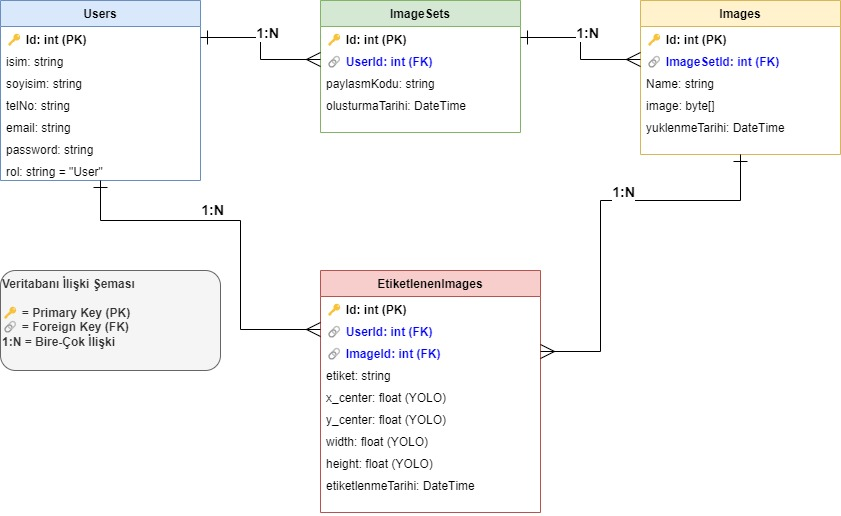 Users
Id: int (PK)
isim: string
soyisim: string
telNo: string
email: string
password: string
rol: string = "User"
1:N
ImageSets
Id: int (PK)
UserId: int (FK)
paylasmKodu: string
olusturmaTarihi: DateTime
1:N
Images
Id: int (PK)
ImageSetId: int (FK)
Name: string
image: byte[]
yuklenmeTarihi: DateTime
1:N
1:N
Veritabanı İlişki Şeması
= Primary Key (PK)
= Foreign Key (FK)
1:N = Bire-Çok İlişki
EtiketlenenImages
Id: int (PK)
UserId: int (FK)
ImageId: int (FK)
etiket: string
x_center: float (YOLO)
y_center: float (YOLO)
width: float (YOLO)
height: float (YOLO)
etiketlenmeTarihi: DateTime